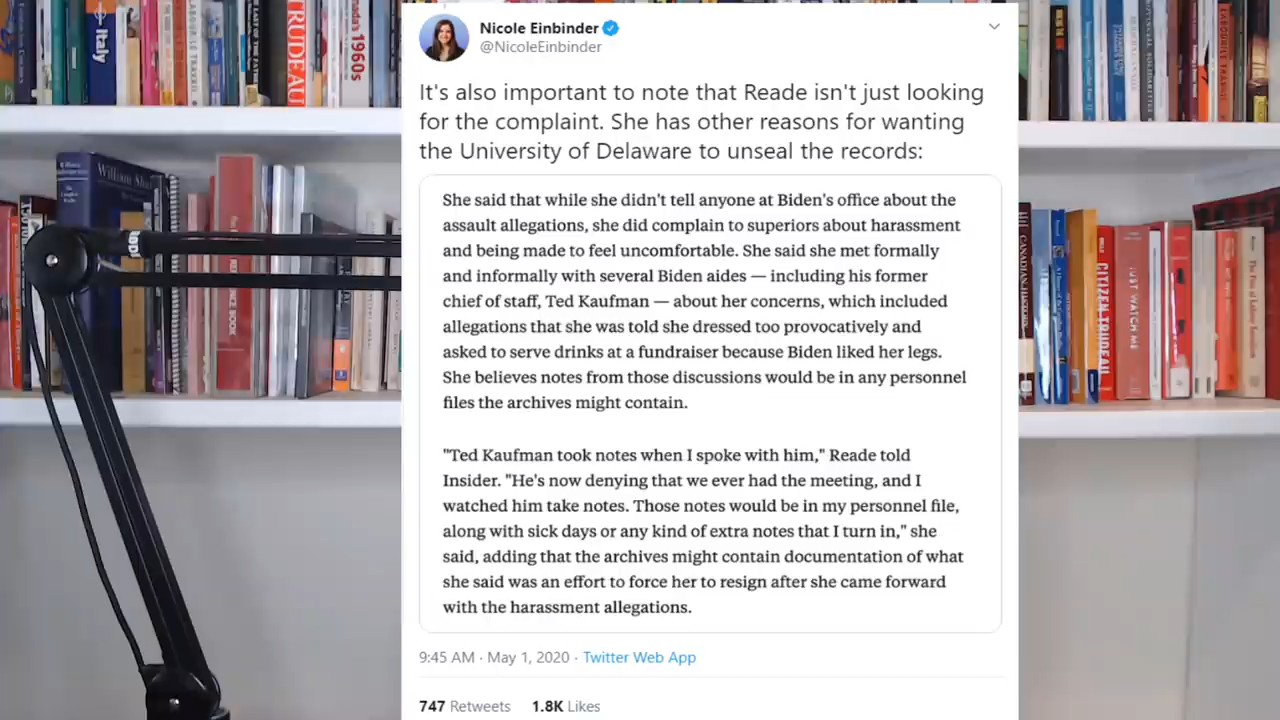 Nicole Einbinder
@NicoleEinbinder
It's also important to note that Reade isn't just looking
for the complaint. She has other reasons for wanting
the University of Delaware to unseal the records:
She said that while she didn't tell anyone at Biden's office about the
assault allegations, she did complain to superiors about harassment
and being made to feel uncomfortable. She said she met formally
and informally with several Biden aides — including his former
chief of staff, Ted Kaufman — about her concerns, which included
allegations that she was told she dressed too provocatively and
asked to serve drinks at a fundraiser because Biden liked her legs.
She believes notes from those discussions would be in any personnel
files the archives might contain.
"Ted Kaufman took notes when I spoke with him," Reade told
Insider. "He's now denying that we ever had the meeting, and I
watched him take notes. Those notes would be in my personnel file,
along with sick days or any kind of extra notes that I turn in," she
said, adding that the archives might contain documentation of what
she said was an effort to force her to resign after she came forward
with the harassment allegations.
9:45 AM · May 1, 2020 · Twitter Web App
747 Retweets 1.8K Likes
Italy
TRUDEAU
1960s
CITIZEN TRUDEAU
JUST WATCH ME